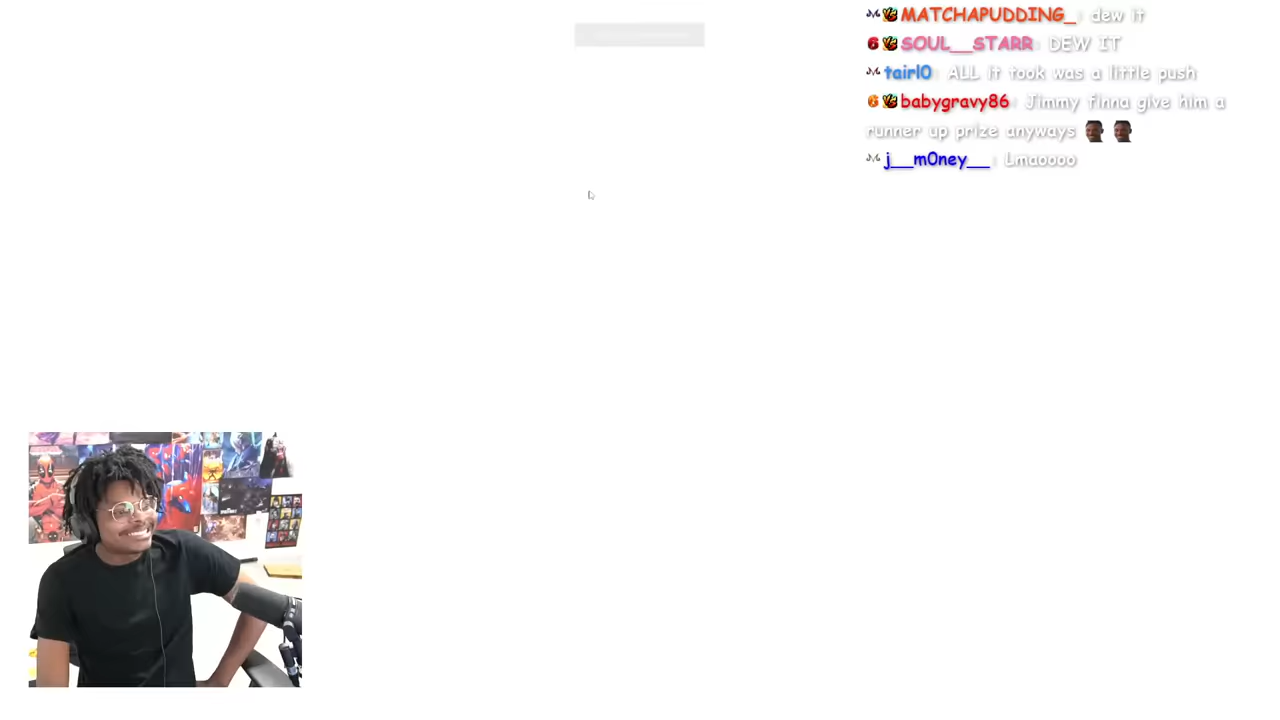 MATCHAPUDDING_: dew it
SOUL__STARR: DEW IT
tairl0: ALL it took was a little push
babygravy86: Jimmy finna give him a
runner up prize anyways
j__m0ney__: Lmaoooo